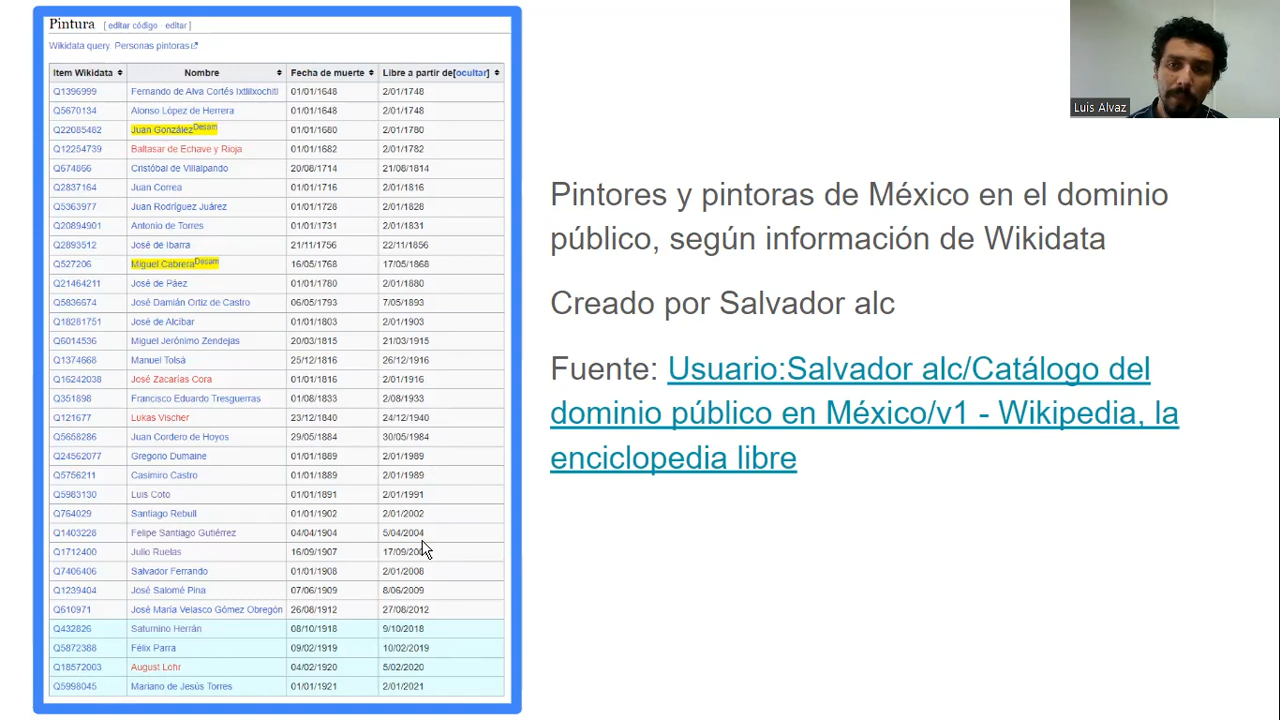 Pintura [ editar código · editar ]
Wikidata query. Personas pintoras
Item Wikidata Nombre Fecha de muerte Libre a partir de[ocultar]
Q1396999 Fernando de Alva Cortés Ixtlilxochitl 01/01/1648 2/01/1748
Q5670134 Alonso López de Herrera 01/01/1648 2/01/1748
Q22085462 Juan González Desam 01/01/1680 2/01/1780
Q12254739 Baltasar de Echave y Rioja 01/01/1682 2/01/1782
Q674866 Cristóbal de Villalpando 20/08/1714 21/08/1814
Q2837164 Juan Correa 01/01/1716 2/01/1816
Q5363977 Juan Rodríguez Juárez 01/01/1728 2/01/1828
Q20894901 Antonio de Torres 01/01/1731 2/01/1831
Q2893512 José de Ibarra 21/11/1756 22/11/1856
Q527206 Miguel Cabrera Desam 16/05/1768 17/05/1868
Q21464211 José de Páez 01/01/1780 2/01/1880
Q5836674 José Damián Ortiz de Castro 06/05/1793 7/05/1893
Q18281751 José de Alcíbar 01/01/1803 2/01/1903
Q6014536 Miguel Jerónimo Zendejas 20/03/1815 21/03/1915
Q1374668 Manuel Tolsá 25/12/1816 26/12/1916
Q16242038 José Zacarías Cora 01/01/1816 2/01/1916
Q351898 Francisco Eduardo Tresguerras 01/08/1833 2/08/1933
Q121677 Lukas Vischer 23/12/1840 24/12/1940
Q5658286 Juan Cordero de Hoyos 29/05/1884 30/05/1984
Q24562077 Gregorio Dumaine 01/01/1889 2/01/1989
Q5756211 Casimiro Castro 01/01/1889 2/01/1989
Q5983130 Luis Coto 01/01/1891 2/01/1991
Q764029 Santiago Rebull 01/01/1902 2/01/2002
Q1403228 Felipe Santiago Gutiérrez 04/04/1904 5/04/2004
Q1712400 Julio Ruelas 16/09/1907
Q7406406 Salvador Ferrando 01/01/1908 2/01/2008
Q1239404 José Salomé Pina 07/06/1909 8/06/2009
Q610971 José María Velasco Gómez Obregón 26/08/1912 27/08/2012
Q432826 Saturnino Herrán 08/10/1918 9/10/2018
Q5872388 Félix Parra 09/02/1919 10/02/2019
Q18572003 August Lohr 04/02/1920 5/02/2020
Q5998045 Mariano de Jesús Torres 01/01/1921 2/01/2021
Luis Alvaz
Pintores y pintoras de México en el dominio
público, según información de Wikidata
Creado por Salvador alc
Fuente: Usuario:Salvador alc/Catálogo del
dominio público en México/v1 - Wikipedia, la
enciclopedia libre